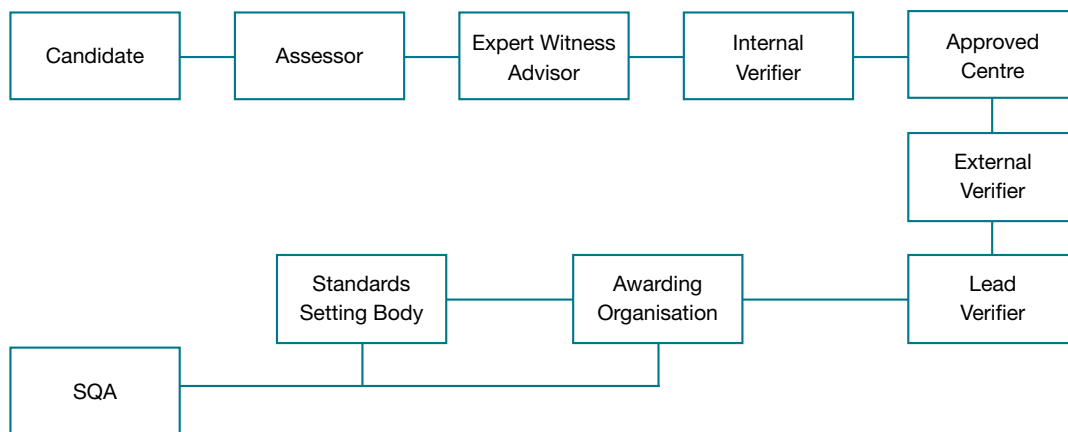 Candidate
Assessor
Expert Witness
Advisor
Internal
Verifier
Approved
Centre
External
Verifier
Lead
Verifier
Awarding
Organisation
Standards
Setting Body
SQA